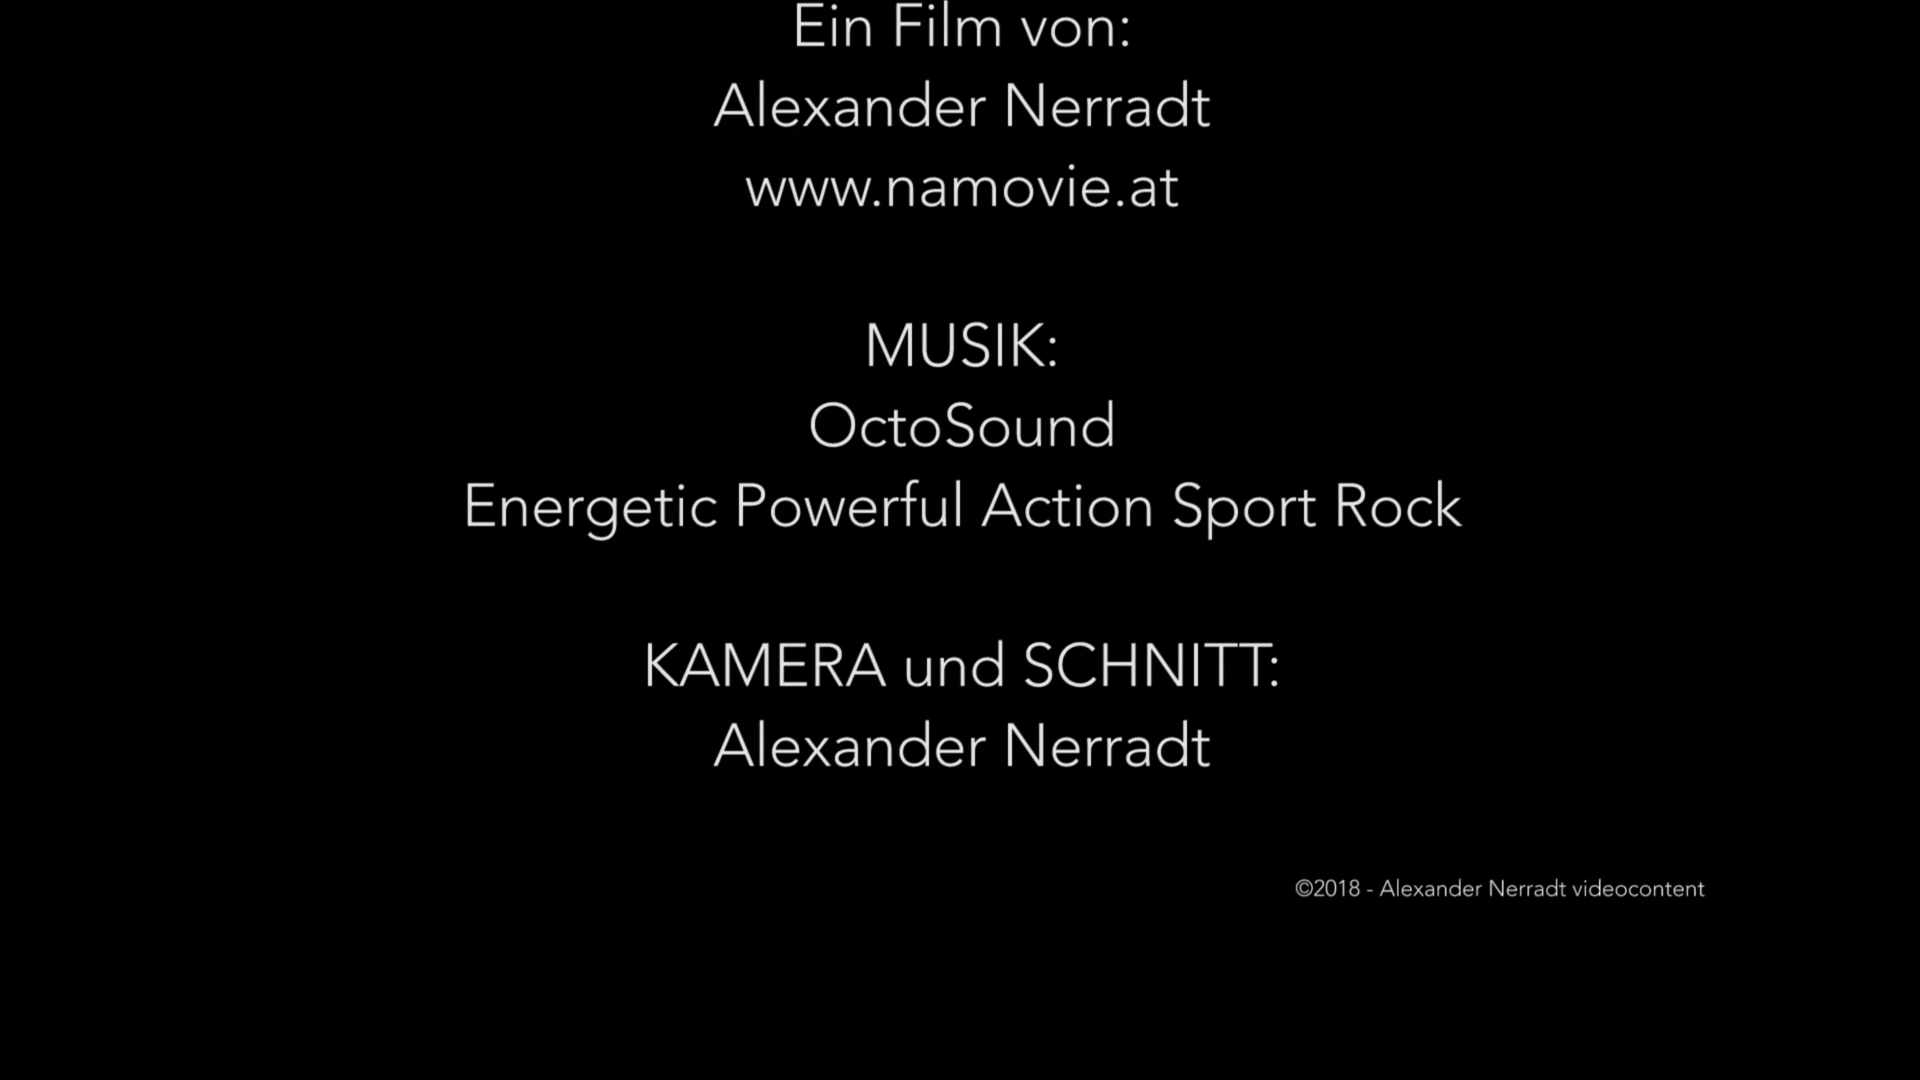 Ein Film von:
Alexander Nerradt
www.namovie.at
MUSIK:
OctoSound
Energetic Powerful Action Sport Rock
KAMERA und SCHNITT:
Alexander Nerradt
©2018 - Alexander Nerradt videocontent